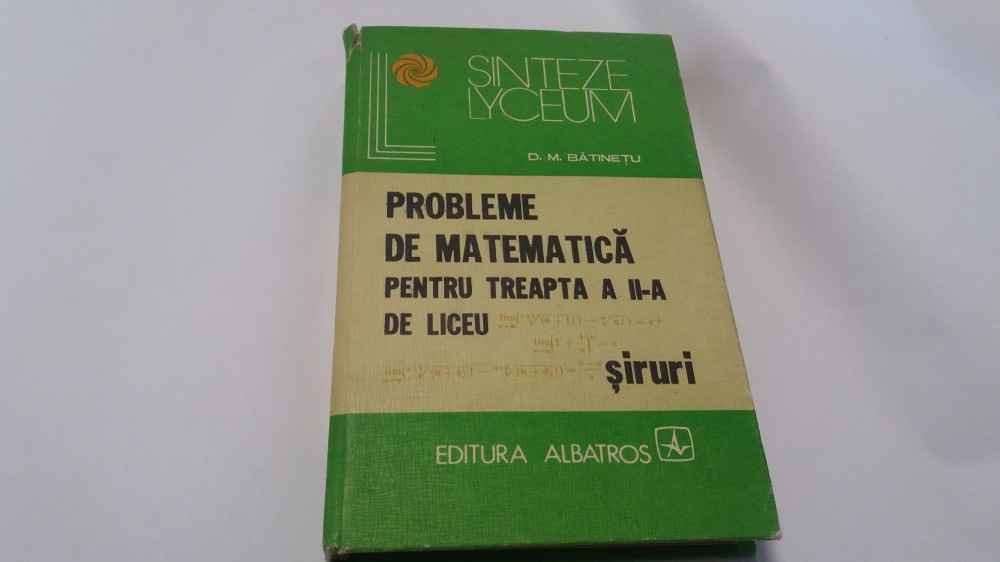 SINTEZE
LYCEUM
D. M. BĂTINEȚU
PROBLEME
DE MATEMATICĂ
PENTRU TREAPTA A II-A
DE LICEU
șiruri
EDITURA ALBATROS